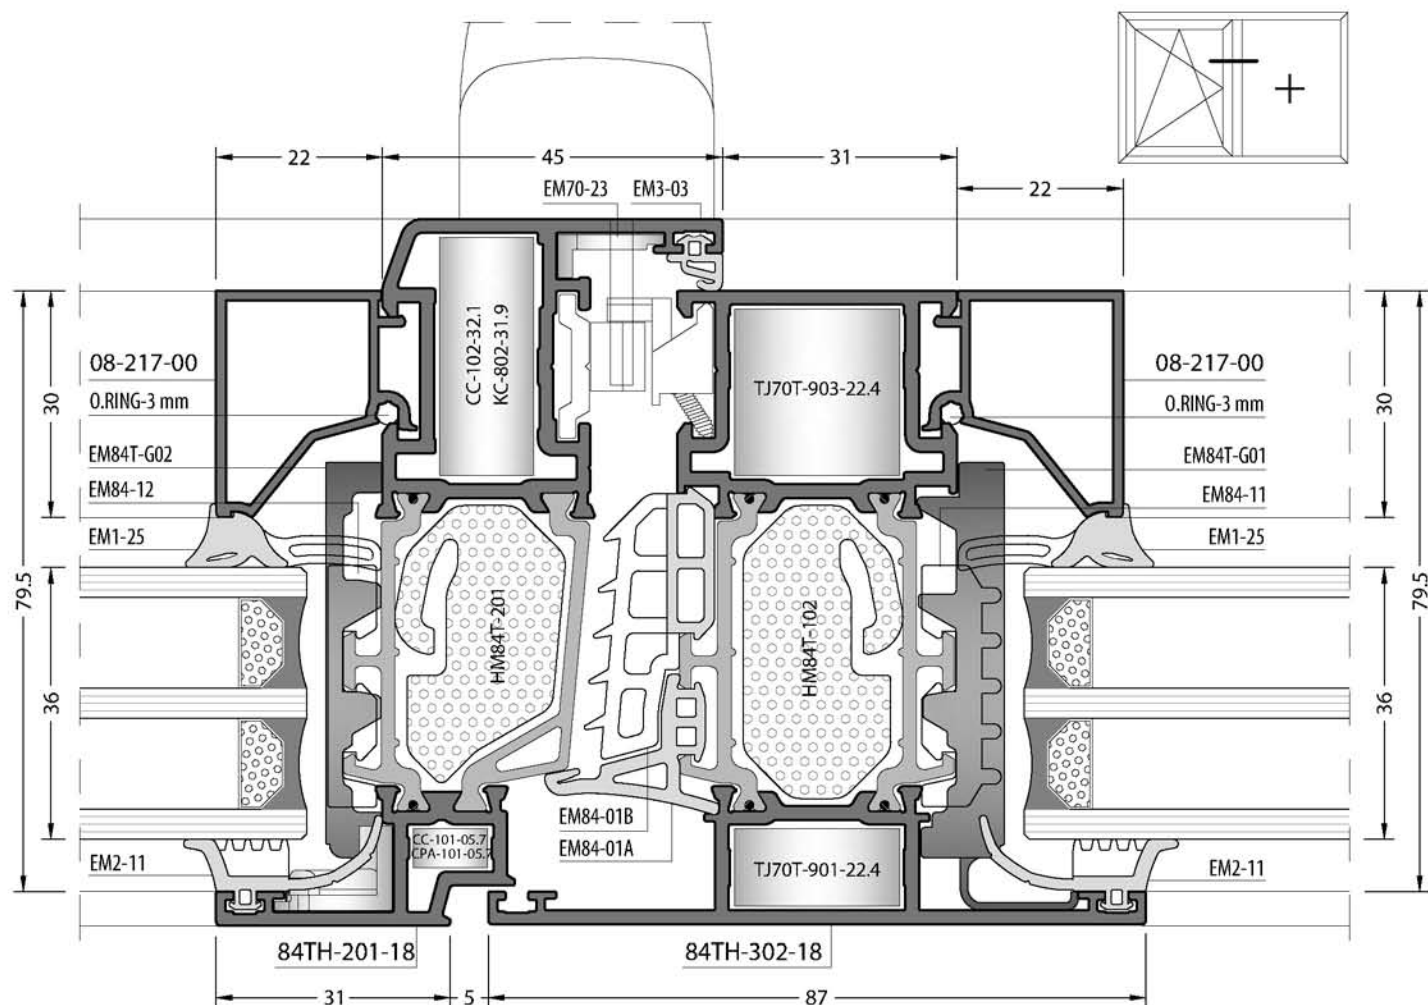 22
45
31
22
EM70-23
EM3-03
CC-102-32.1
KC-802-31.9
08-217-00
O.RING-3 mm
EM84T-G02
EM84-12
EM1-25
30
79.5
36
EM2-11
TJ70T-903-22.4
HM84T-201
HM84T-102
08-217-00
O.RING-3 mm
EM84T-G01
EM84-11
EM1-25
30
79.5
36
EM2-11
EM84-01B
EM84-01A
CC-101-05.7
CPA-101-05.7
TJ70T-901-22.4
84TH-201-18
84TH-302-18
31
5
87